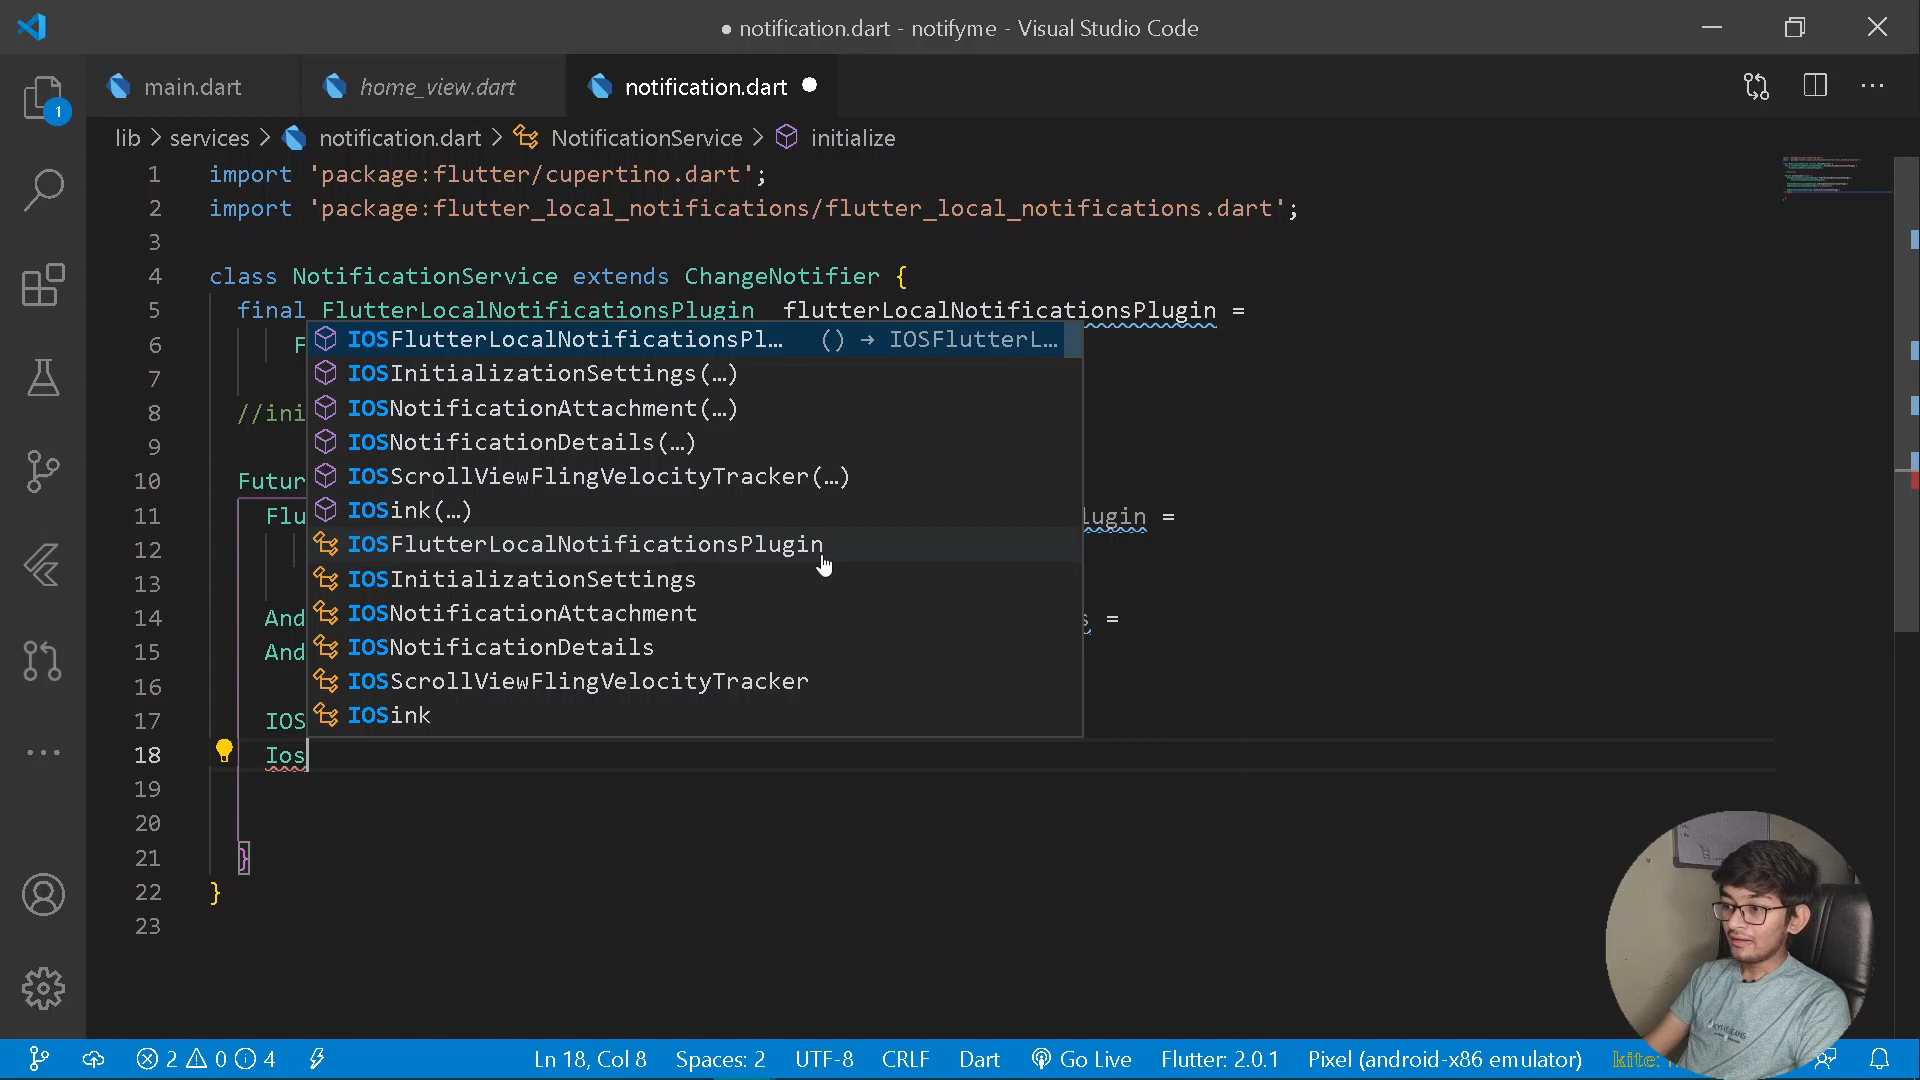 ● notification.dart - notifyme - Visual Studio Code
1
main.dart
home_view.dart
notification.dart
lib > services > notification.dart > NotificationService > initialize
1 import 'package:flutter/cupertino.dart';
2 import 'package:flutter_local_notifications/flutter_local_notifications.dart';
3
4 class NotificationService extends ChangeNotifier {
5 final FlutterLocalNotificationsPlugin flutterLocalNotificationsPlugin =
6 F
IOSFlutterLocalNotificationsPl... () → IOSFlutterL...
7
IOSInitializationSettings(…)
8 //ini
IOSNotificationAttachment(…)
9
IOSNotificationDetails(…)
10 Futur
IOSScrollViewFlingVelocityTracker(…)
11 Flu
IOSink(…)
lugin =
12
IOSFlutterLocalNotificationsPlugin
13
IOSInitializationSettings
14 And
IOSNotificationAttachment
s =
15 And
IOSNotificationDetails
16
IOSScrollViewFlingVelocityTracker
17 IOS
IOSink
18 Ios
19
20
21 }
22 }
23
2 0 4
Ln 18, Col 8
Spaces: 2
UTF-8
CRLF
Dart
Go Live
Flutter: 2.0.1
Pixel (android-x86 emulator)
kite: